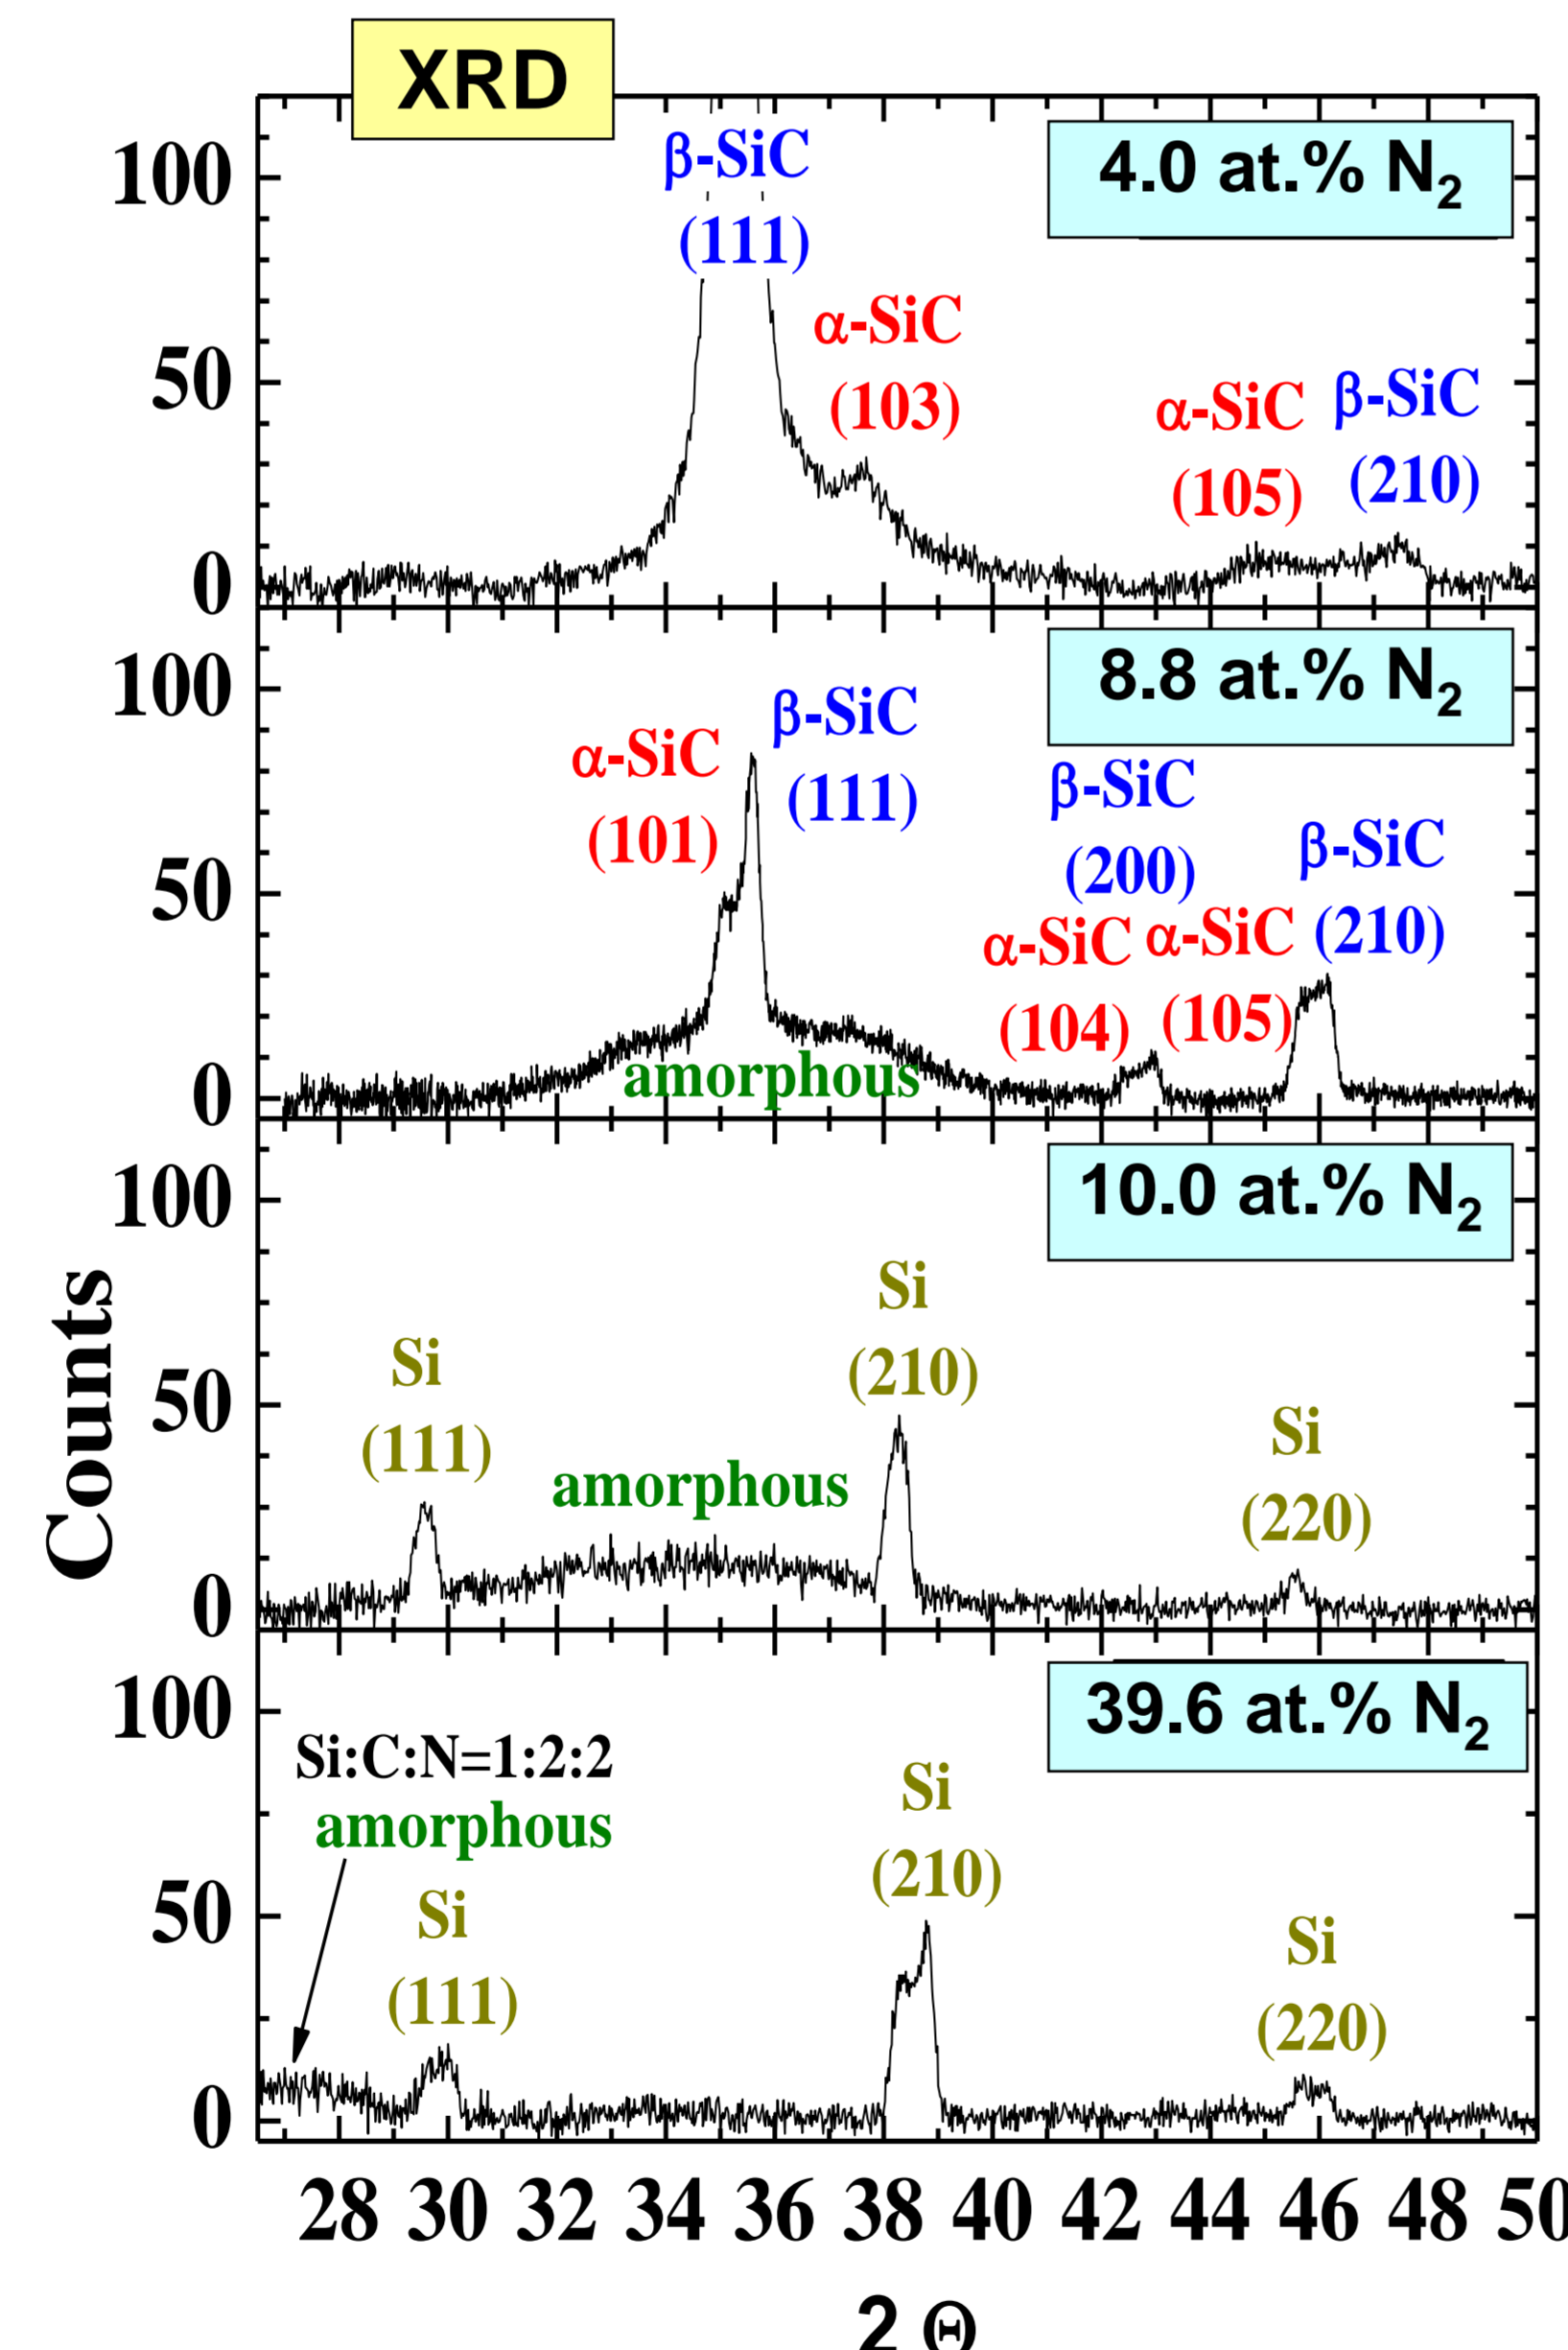 XRD
4.0 at.% N₂
100
50
0
β-SiC
(111)
α-SiC
(103)
α-SiC
(105)
β-SiC
(210)
8.8 at.% N₂
100
50
0
α-SiC
(101)
β-SiC
(111)
amorphous
β-SiC
(200)
α-SiC
(104)
α-SiC
(105)
β-SiC
(210)
10.0 at.% N₂
100
50
0
Si
(111)
amorphous
Si
(210)
Si
(220)
39.6 at.% N₂
100
50
0
Si:C:N=1:2:2
amorphous
Si
(111)
Si
(210)
Si
(220)
Counts
28 30 32 34 36 38 40 42 44 46 48 50
2 Θ